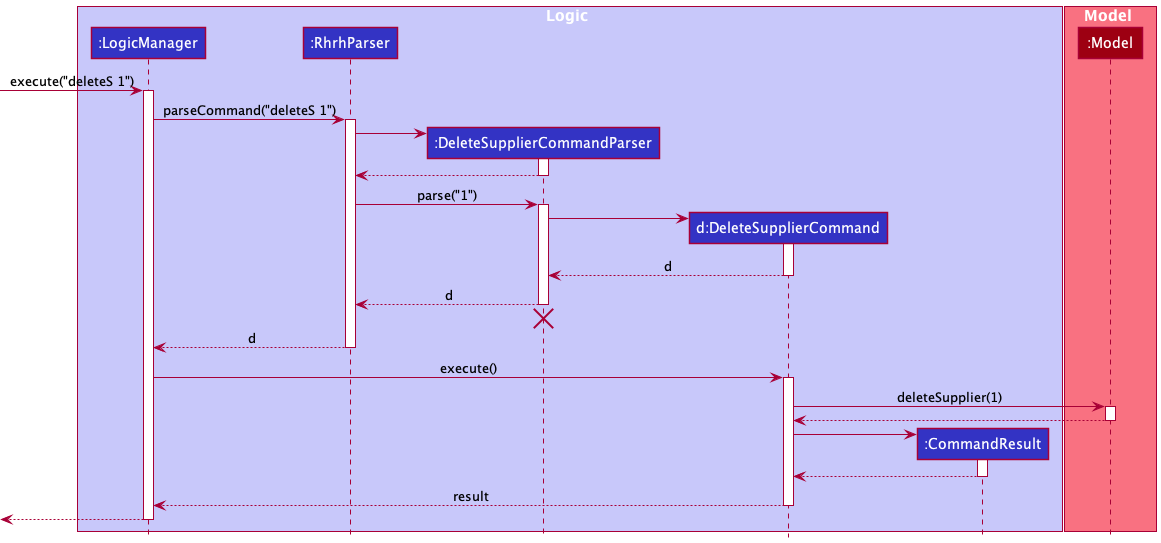 Logic
Model
:LogicManager
:RhrhParser
:Model
execute("deleteS 1")
parseCommand("deleteS 1")
:DeleteSupplierCommandParser
parse("1")
d:DeleteSupplierCommand
d
d
d
execute()
deleteSupplier(1)
:CommandResult
result